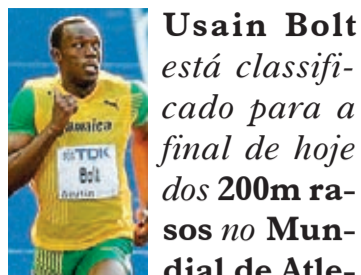 Usain Bolt
está classifi-
cado para a
final de hoje
dos 200m ra-
sos no Mun-
dial de Atle-
Jamaica
TDK
Bolt